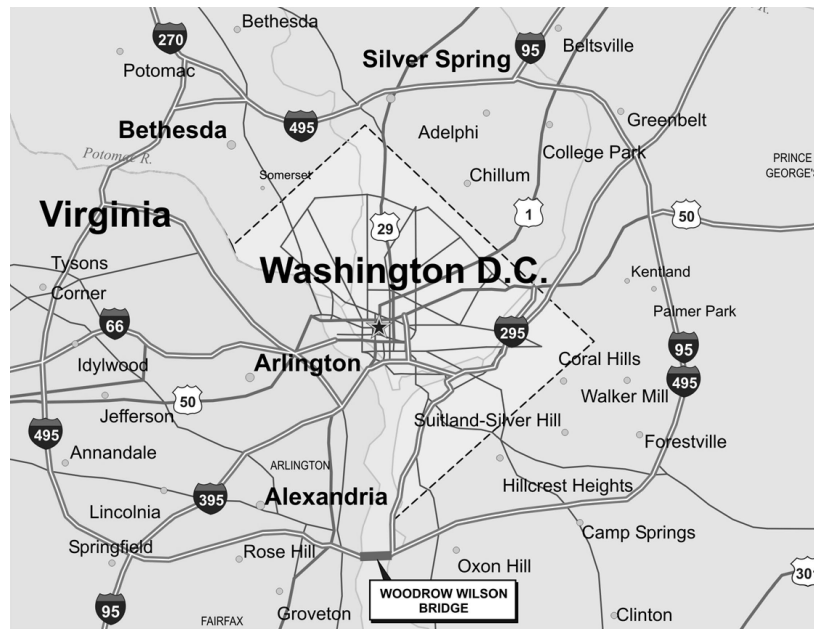 Bethesda
270
95
Beltsville
Silver Spring
Potomac
Bethesda
495
Adelphi
Greenbelt
College Park
Potomac R.
Somerset
Chillum
PRINCE
GEORGE'S
Virginia
29
1
50
Tysons
Corner
Washington D.C.
Kentland
Palmer Park
66
295
95
Idylwood
Arlington
Coral Hills
495
50
Walker Mill
Jefferson
Suitland-Silver Hill
495
Forestville
Annandale
ARLINGTON
395
Alexandria
Hillcrest Heights
Lincolnia
Camp Springs
Springfield
Rose Hill
Oxon Hill
301
WOODROW WILSON
BRIDGE
95
Groveton
Clinton
FAIRFAX